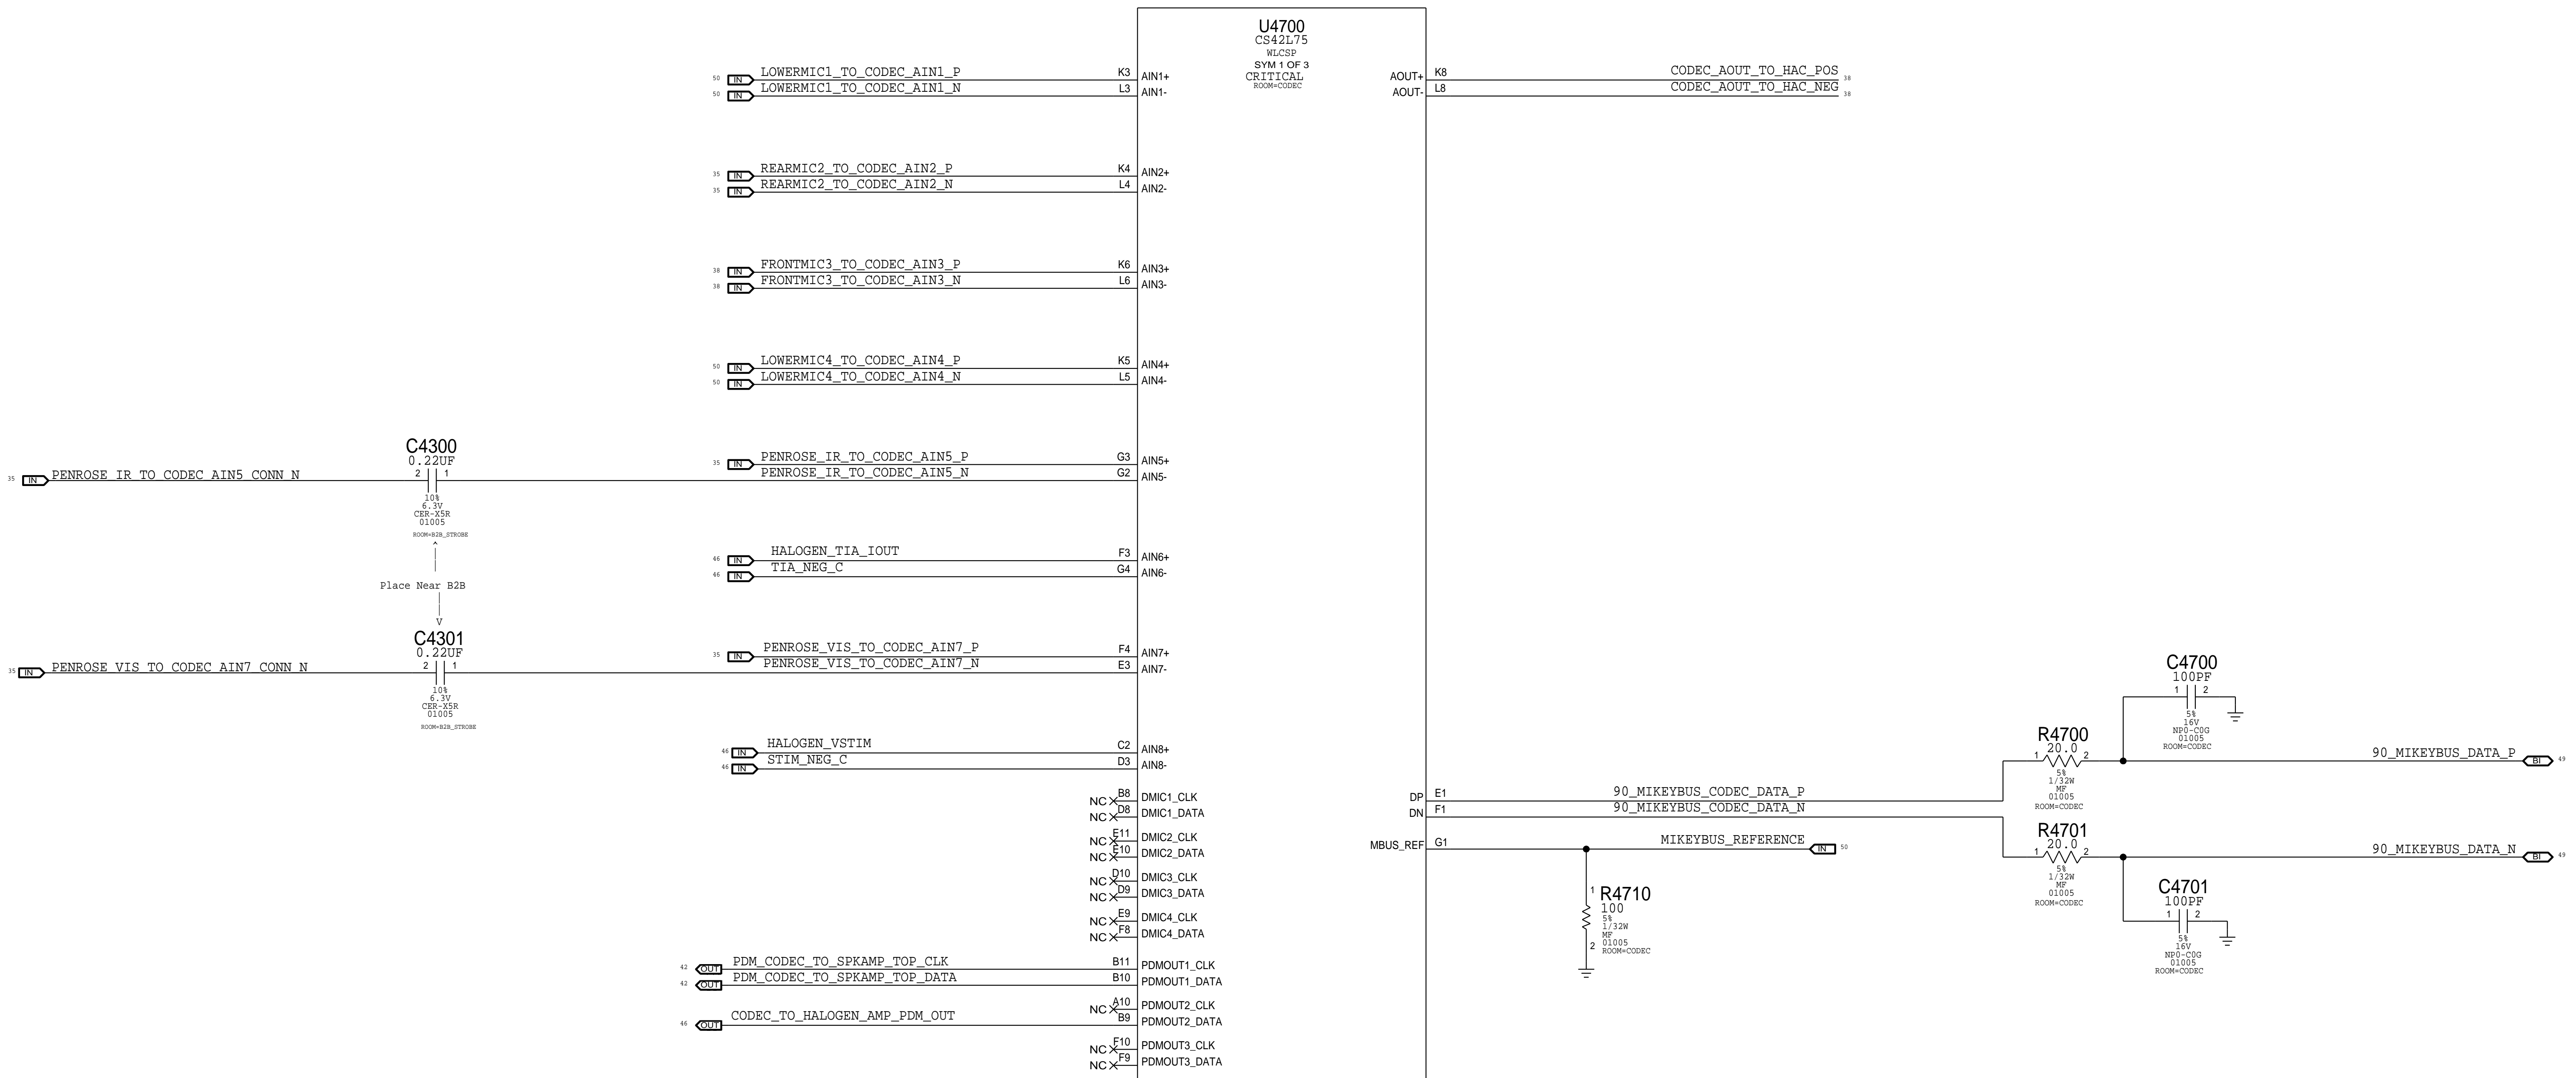 U4700
CS42L75
WLCSP
SYM 1 OF 3
CRITICAL
ROOM=CODEC
50 IN LOWERMIC1_TO_CODEC_AIN1_P K3 AIN1+
50 IN LOWERMIC1_TO_CODEC_AIN1_N L3 AIN1-
AOUT+ K8 CODEC_AOUT_TO_HAC_POS 38
AOUT- L8 CODEC_AOUT_TO_HAC_NEG 38
35 IN REARMIC2_TO_CODEC_AIN2_P K4 AIN2+
35 IN REARMIC2_TO_CODEC_AIN2_N L4 AIN2-
38 IN FRONTMIC3_TO_CODEC_AIN3_P K6 AIN3+
38 IN FRONTMIC3_TO_CODEC_AIN3_N L6 AIN3-
50 IN LOWERMIC4_TO_CODEC_AIN4_P K5 AIN4+
50 IN LOWERMIC4_TO_CODEC_AIN4_N L5 AIN4-
C4300
0.22UF
35 IN PENROSE_IR_TO_CODEC_AIN5_CONN_N 2 1
10%
6.3V
CER-X5R
01005
ROOM=B2B_STROBE
35 IN PENROSE_IR_TO_CODEC_AIN5_P G3 AIN5+
PENROSE_IR_TO_CODEC_AIN5_N G2 AIN5-
^
Place Near B2B
V
46 IN HALOGEN_TIA_IOUT F3 AIN6+
46 IN TIA_NEG_C G4 AIN6-
C4301
0.22UF
35 IN PENROSE_VIS_TO_CODEC_AIN7_CONN_N 2 1
10%
6.3V
CER-X5R
01005
ROOM=B2B_STROBE
35 IN PENROSE_VIS_TO_CODEC_AIN7_P F4 AIN7+
PENROSE_VIS_TO_CODEC_AIN7_N E3 AIN7-
46 IN HALOGEN_VSTIM C2 AIN8+
46 IN STIM_NEG_C D3 AIN8-
NC B8 DMIC1_CLK
NC D8 DMIC1_DATA
NC E11 DMIC2_CLK
NC E10 DMIC2_DATA
NC D10 DMIC3_CLK
NC D9 DMIC3_DATA
NC E9 DMIC4_CLK
NC F8 DMIC4_DATA
42 OUT PDM_CODEC_TO_SPKAMP_TOP_CLK B11 PDMOUT1_CLK
42 OUT PDM_CODEC_TO_SPKAMP_TOP_DATA B10 PDMOUT1_DATA
NC A10 PDMOUT2_CLK
46 OUT CODEC_TO_HALOGEN_AMP_PDM_OUT B9 PDMOUT2_DATA
NC F10 PDMOUT3_CLK
NC F9 PDMOUT3_DATA
DP E1 90_MIKEYBUS_CODEC_DATA_P
DN F1 90_MIKEYBUS_CODEC_DATA_N
MBUS_REF G1 MIKEYBUS_REFERENCE IN 50
1 R4710
100
5%
1/32W
MF
2 01005
ROOM=CODEC
C4700
100PF
1 2
5%
16V
NP0-C0G
01005
ROOM=CODEC
R4700
20.0
1 2 90_MIKEYBUS_DATA_P BI 49
5%
1/32W
MF
01005
ROOM=CODEC
R4701
20.0
1 2 90_MIKEYBUS_DATA_N BI 49
5%
1/32W
MF
01005
ROOM=CODEC
C4701
100PF
1 2
5%
16V
NP0-C0G
01005
ROOM=CODEC